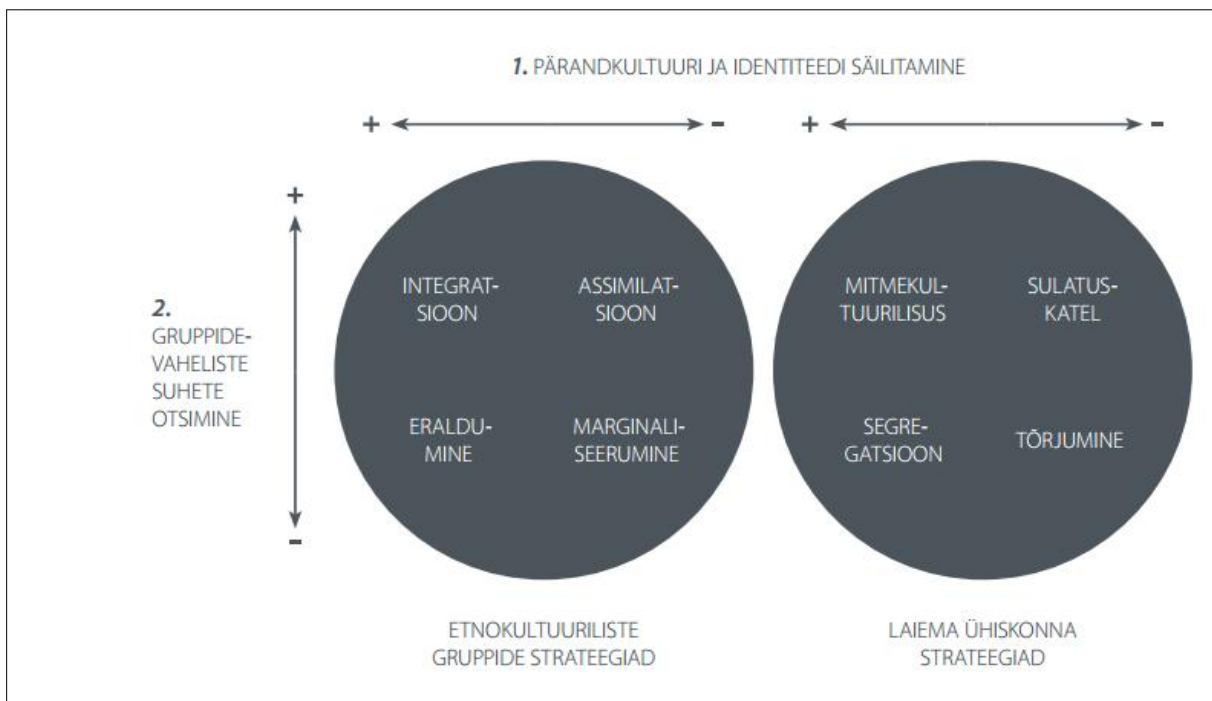 1. PÄRANDKULTUURI JA IDENTITEEDI SÄILITAMINE
+ -
+ -
+
2.
GRUPPIDE-
VAHELISTE
SUHETE
OTSIMINE
-
INTEGRAT-
SIOON
ASSIMILAT-
SIOON
ERALDU-
MINE
MARGINALI-
SEERUMINE
MITMEKUL-
TUURILISUS
SULATUS-
KATEL
SEGRE-
GATSIOON
TÕRJUMINE
ETNOKULTUURILISTE
GRUPPIDE STRATEEGIAD
LAIEMA ÜHISKONNA
STRATEEGIAD